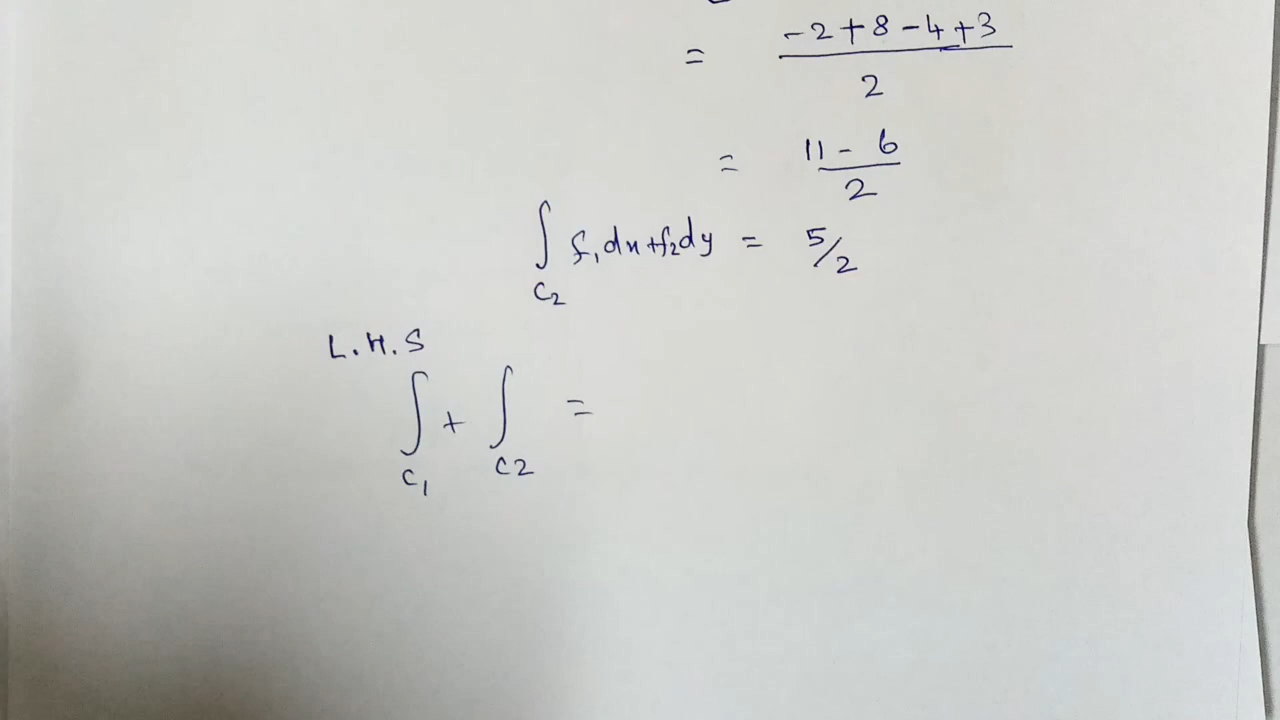 = (-2+8-4+3)/2
= (11-6)/2
∫_{C2} f₁dx+f₂dy = 5/2
L.H.S
∫_{C1} + ∫_{C2} =